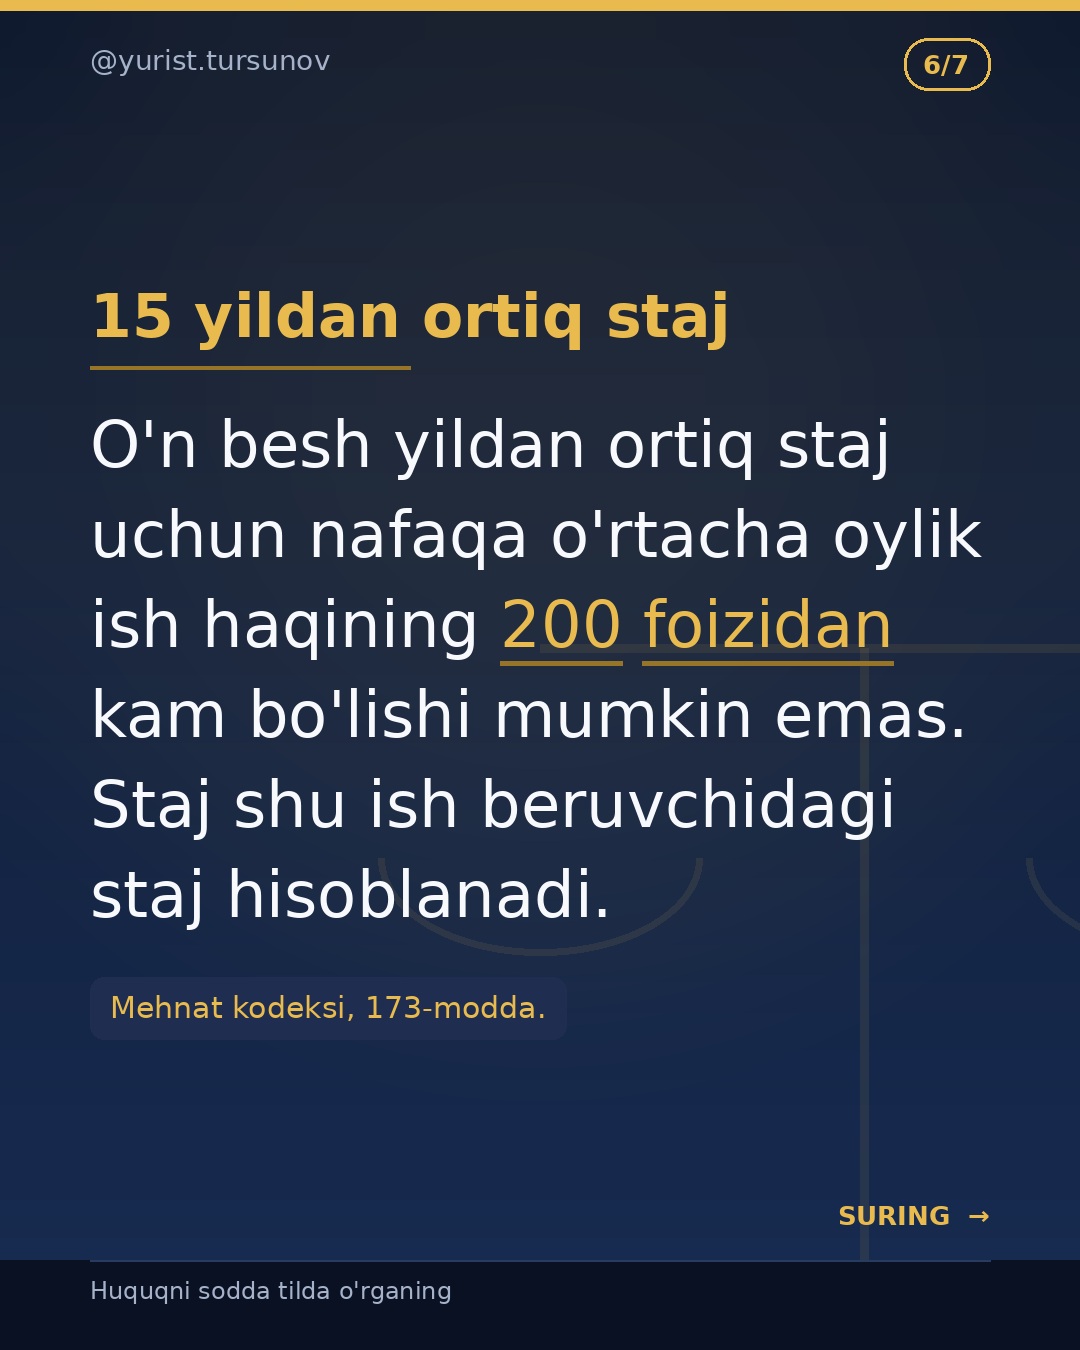 @yurist.tursunov
6/7
15 yildan ortiq staj
O'n besh yildan ortiq staj
uchun nafaqa o'rtacha oylik
ish haqining 200 foizidan
kam bo'lishi mumkin emas.
Staj shu ish beruvchidagi
staj hisoblanadi.
Mehnat kodeksi, 173-modda.
SURING →
Huquqni sodda tilda o'rganing